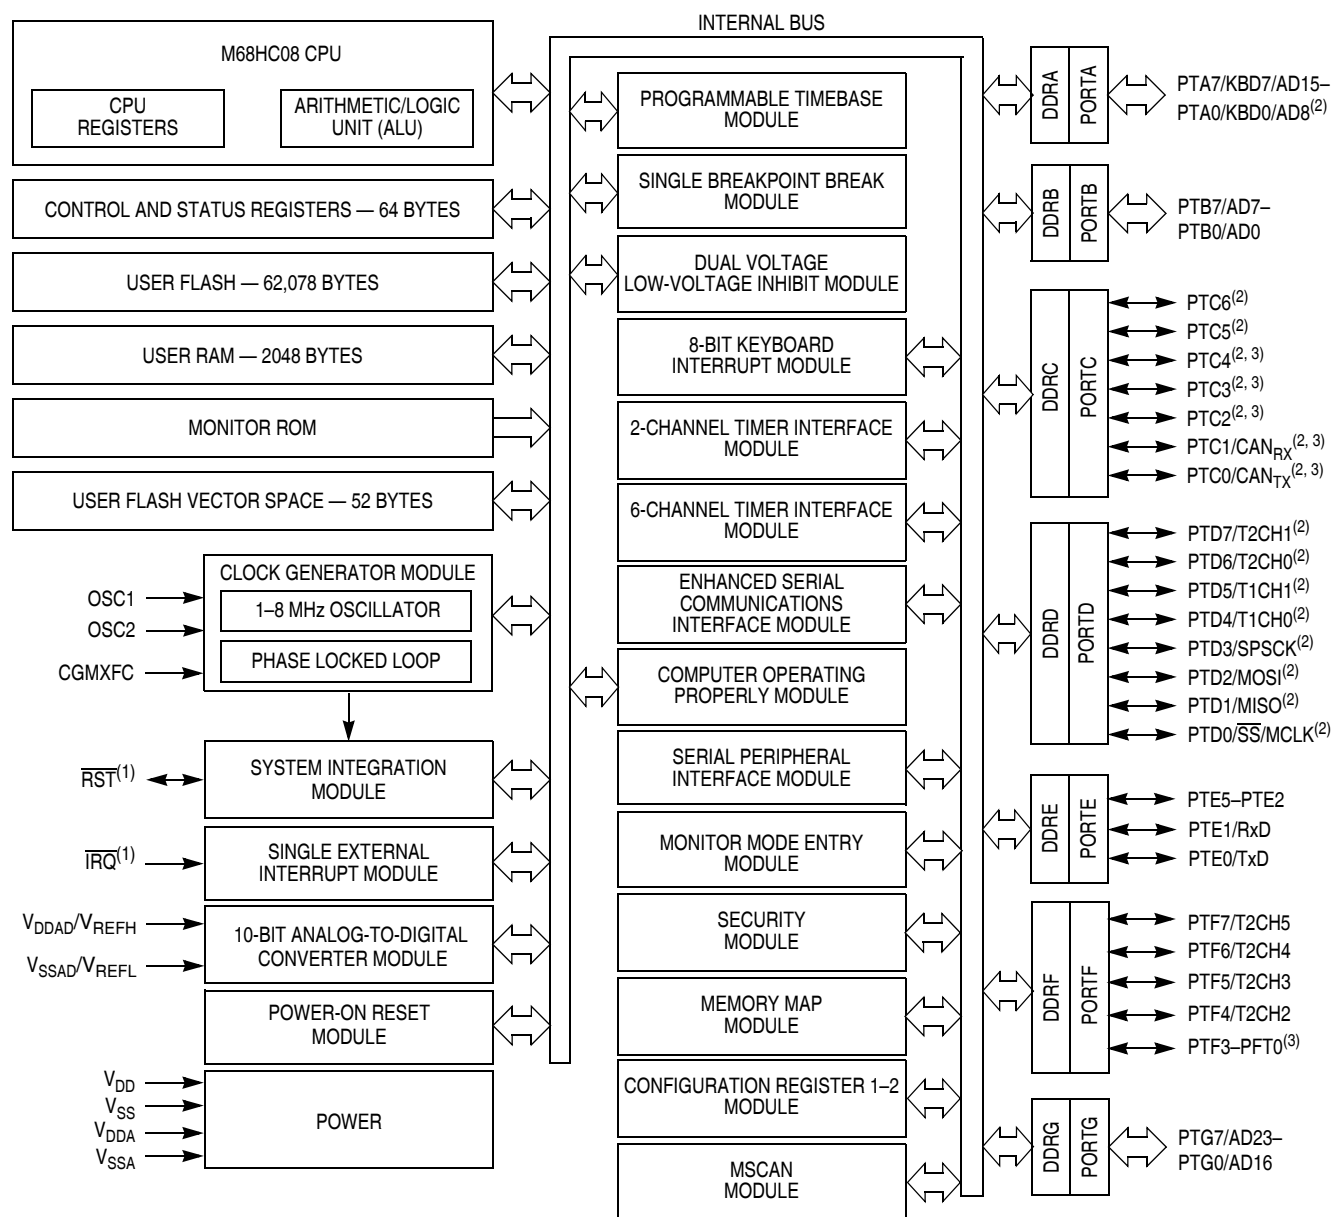 INTERNAL BUS
M68HC08 CPU
CPU
REGISTERS
ARITHMETIC/LOGIC
UNIT (ALU)
CONTROL AND STATUS REGISTERS — 64 BYTES
USER FLASH — 62,078 BYTES
USER RAM — 2048 BYTES
MONITOR ROM
USER FLASH VECTOR SPACE — 52 BYTES
CLOCK GENERATOR MODULE
1–8 MHz OSCILLATOR
PHASE LOCKED LOOP
OSC1
OSC2
CGMXFC
SYSTEM INTEGRATION
MODULE
RST(1)
SINGLE EXTERNAL
INTERRUPT MODULE
IRQ(1)
10-BIT ANALOG-TO-DIGITAL
CONVERTER MODULE
VDDAD/VREFH
VSSAD/VREFL
POWER-ON RESET
MODULE
POWER
VDD
VSS
VDDA
VSSA
PROGRAMMABLE TIMEBASE
MODULE
SINGLE BREAKPOINT BREAK
MODULE
DUAL VOLTAGE
LOW-VOLTAGE INHIBIT MODULE
8-BIT KEYBOARD
INTERRUPT MODULE
2-CHANNEL TIMER INTERFACE
MODULE
6-CHANNEL TIMER INTERFACE
MODULE
ENHANCED SERIAL
COMMUNICATIONS
INTERFACE MODULE
COMPUTER OPERATING
PROPERLY MODULE
SERIAL PERIPHERAL
INTERFACE MODULE
MONITOR MODE ENTRY
MODULE
SECURITY
MODULE
MEMORY MAP
MODULE
CONFIGURATION REGISTER 1–2
MODULE
MSCAN
MODULE
DDRA
PORTA
PTA7/KBD7/AD15–
PTA0/KBD0/AD8(2)
DDRB
PORTB
PTB7/AD7–
PTB0/AD0
DDRC
PORTC
PTC6(2)
PTC5(2)
PTC4(2, 3)
PTC3(2, 3)
PTC2(2, 3)
PTC1/CANRX(2, 3)
PTC0/CANTX(2, 3)
DDRD
PORTD
PTD7/T2CH1(2)
PTD6/T2CH0(2)
PTD5/T1CH1(2)
PTD4/T1CH0(2)
PTD3/SPSCK(2)
PTD2/MOSI(2)
PTD1/MISO(2)
PTD0/SS/MCLK(2)
DDRE
PORTE
PTE5–PTE2
PTE1/RxD
PTE0/TxD
DDRF
PORTF
PTF7/T2CH5
PTF6/T2CH4
PTF5/T2CH3
PTF4/T2CH2
PTF3–PFT0(3)
DDRG
PORTG
PTG7/AD23–
PTG0/AD16